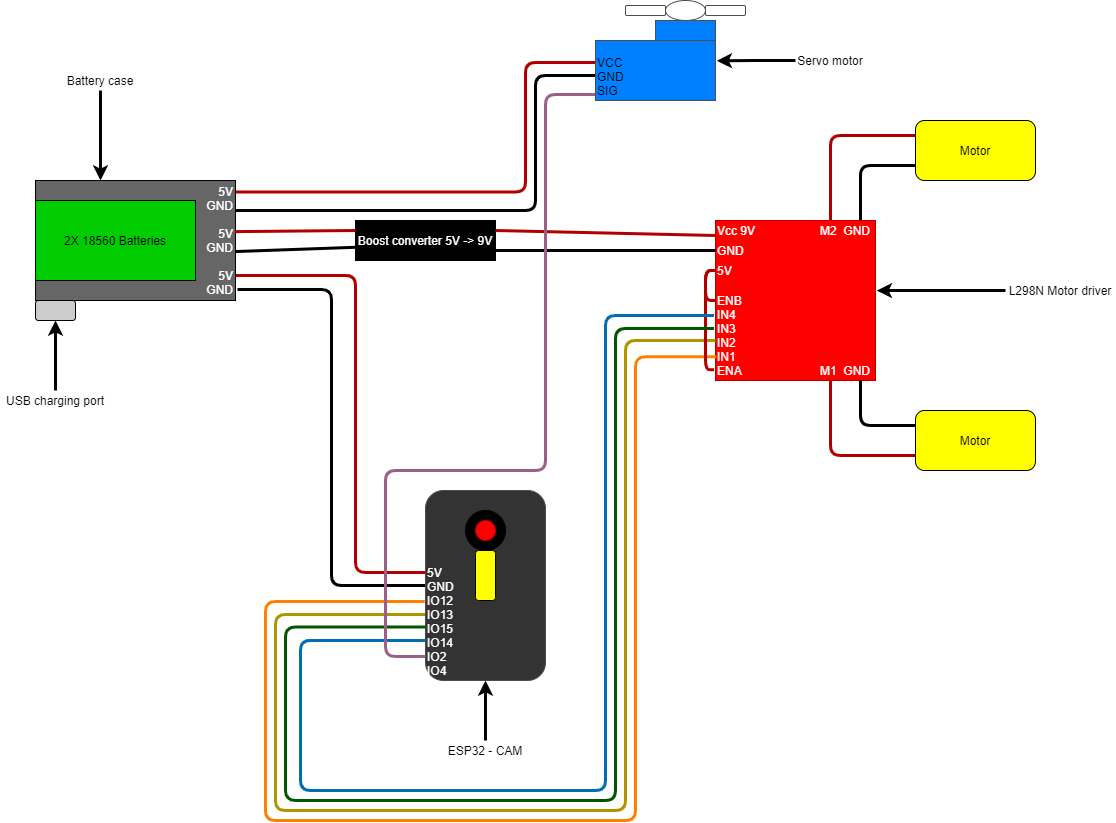 VCC
GND
SIG
Servo motor
Battery case
5V
GND
5V
GND
5V
GND
2X 18560 Batteries
USB charging port
Boost converter 5V -> 9V
Motor
Vcc 9V
GND
5V
ENB
IN4
IN3
IN2
IN1
ENA
M2 GND
M1 GND
L298N Motor driver
Motor
5V
GND
IO12
IO13
IO15
IO14
IO2
IO4
ESP32 - CAM